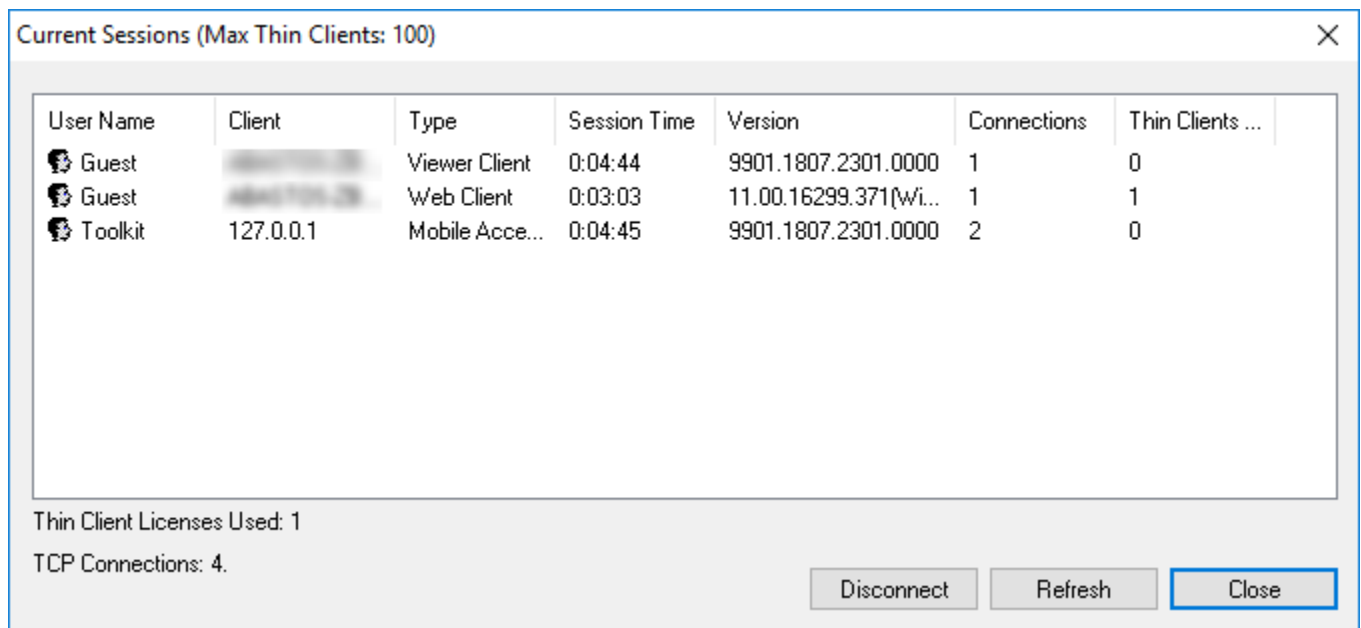 Current Sessions (Max Thin Clients: 100)
User Name Client Type Session Time Version Connections Thin Clients ...
Guest Viewer Client 0:04:44 9901.1807.2301.0000 1 0
Guest Web Client 0:03:03 11.00.16299.371(Wi... 1 1
Toolkit 127.0.0.1 Mobile Acce... 0:04:45 9901.1807.2301.0000 2 0
Thin Client Licenses Used: 1
TCP Connections: 4.
Disconnect Refresh Close